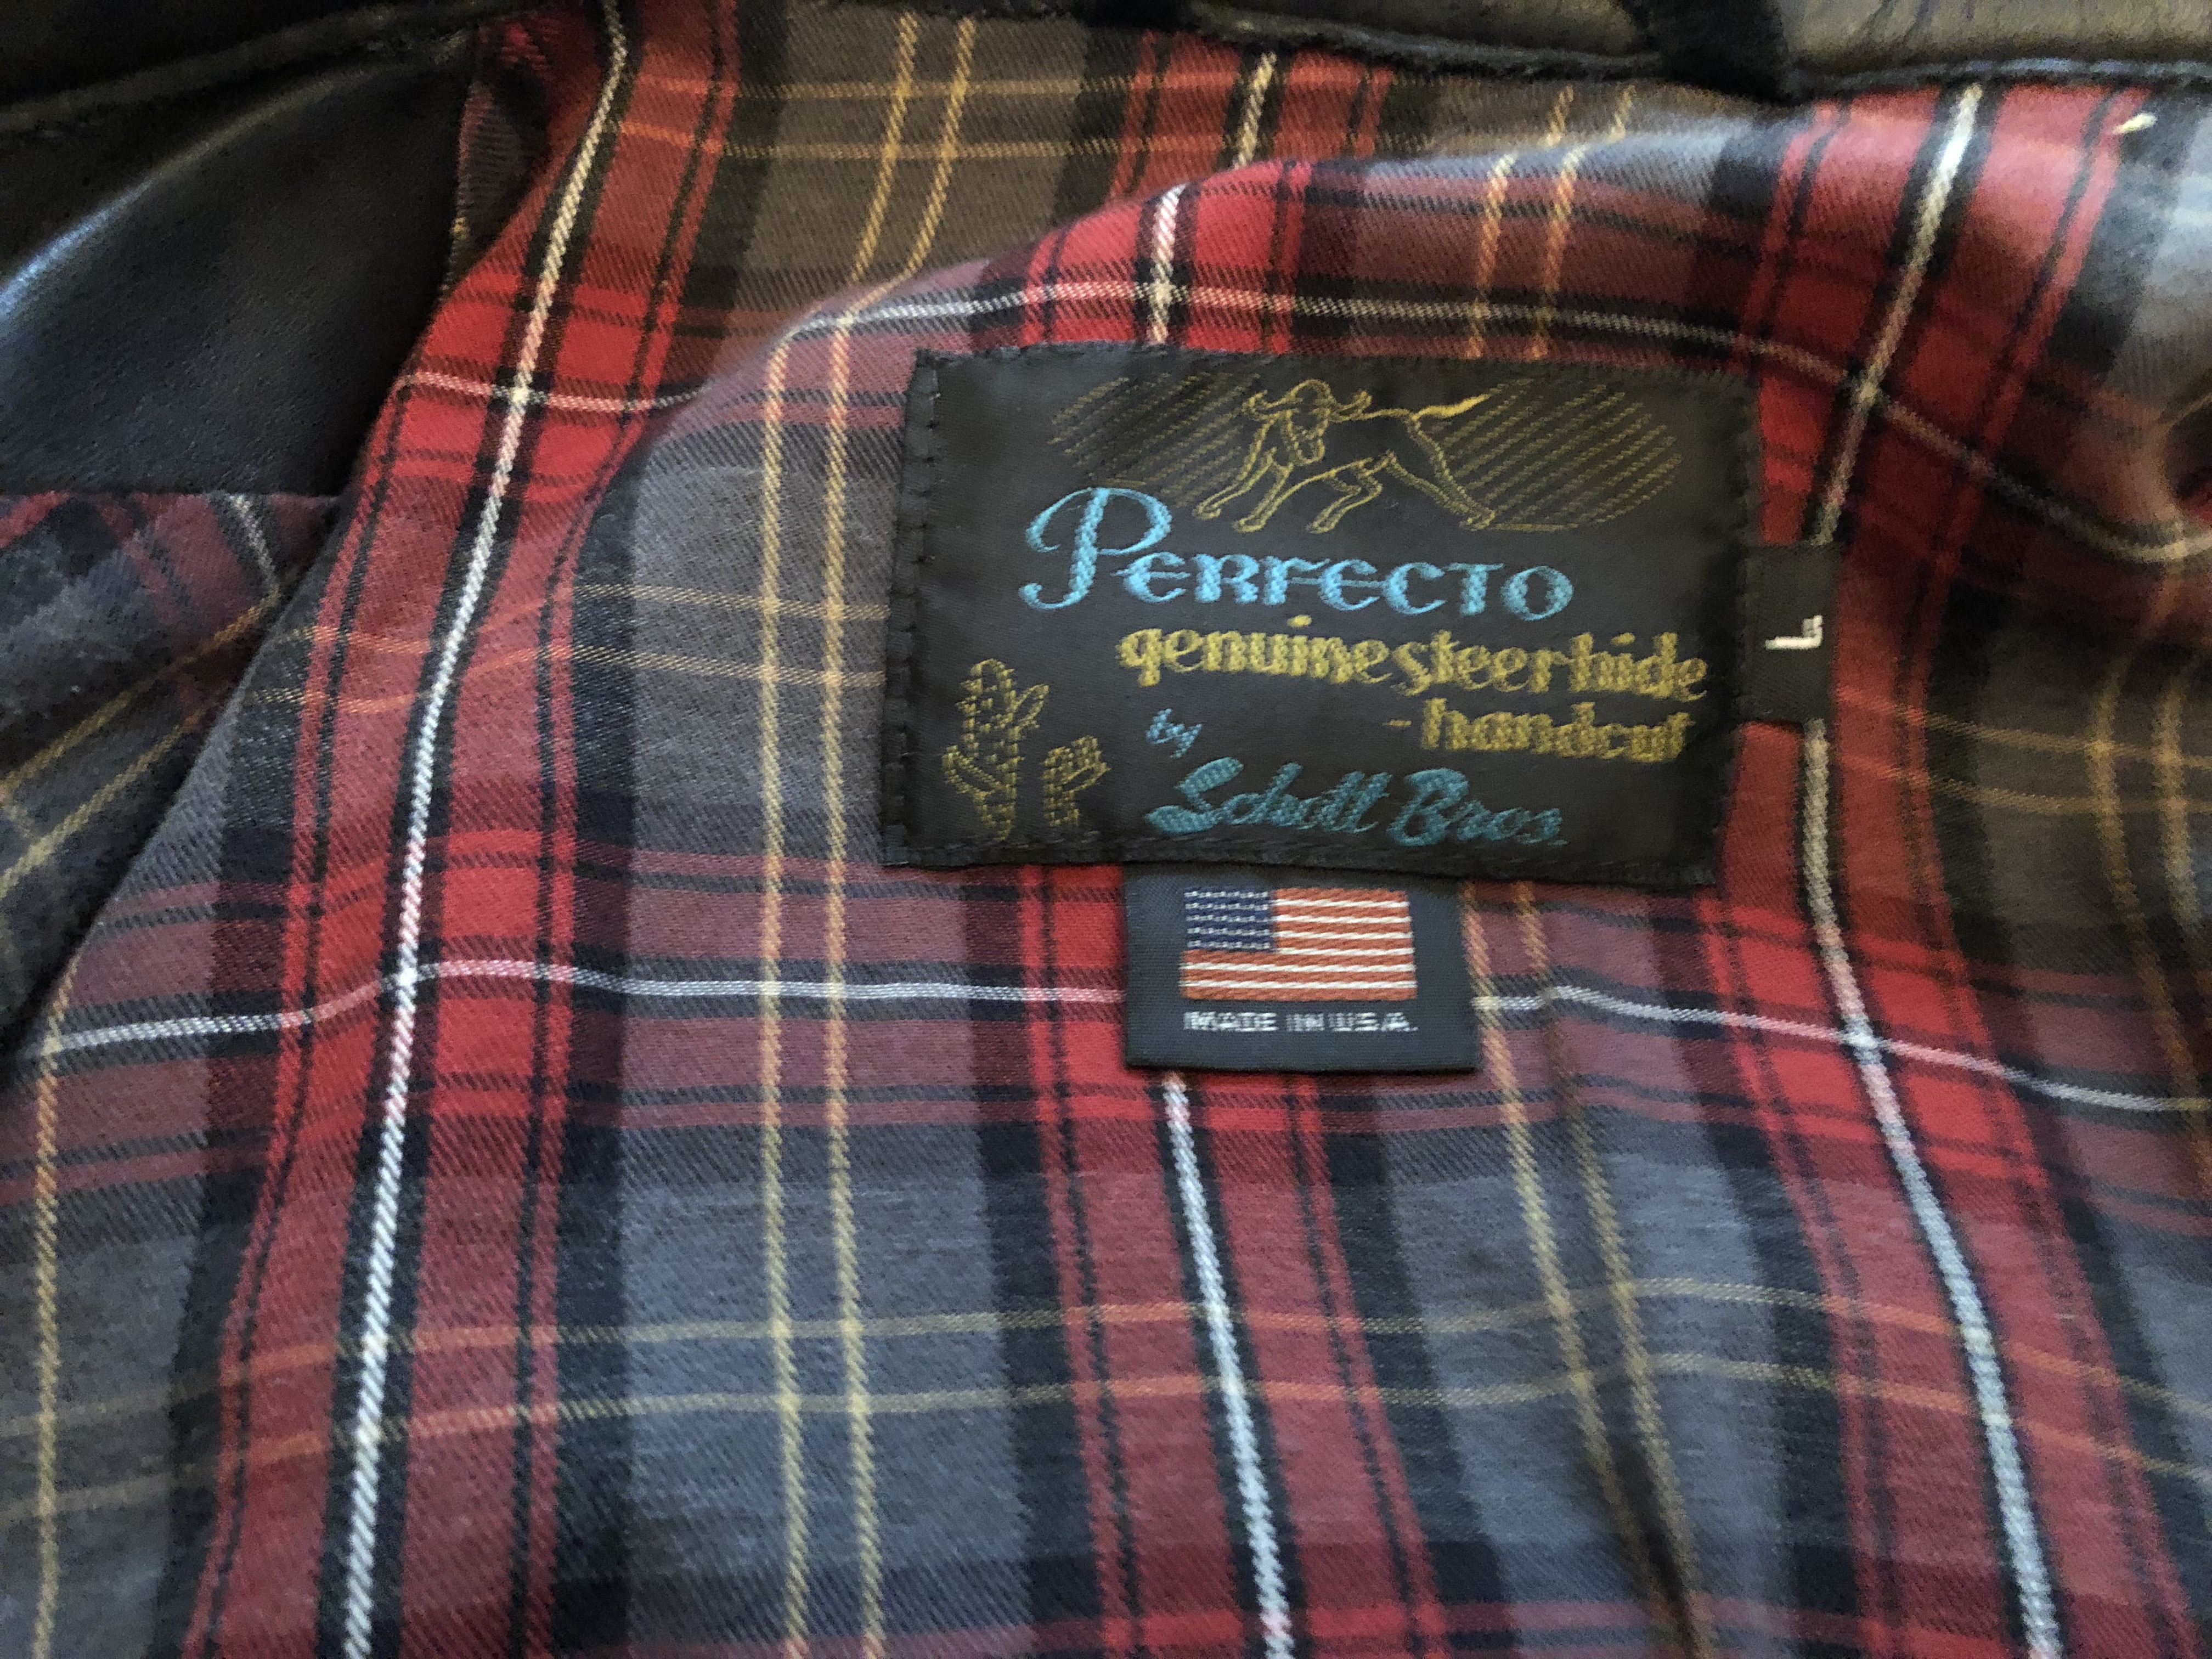 PERFECTO
genuine steerhide
- handcut
by
Schott Bros.
L
MADE IN U.S.A.